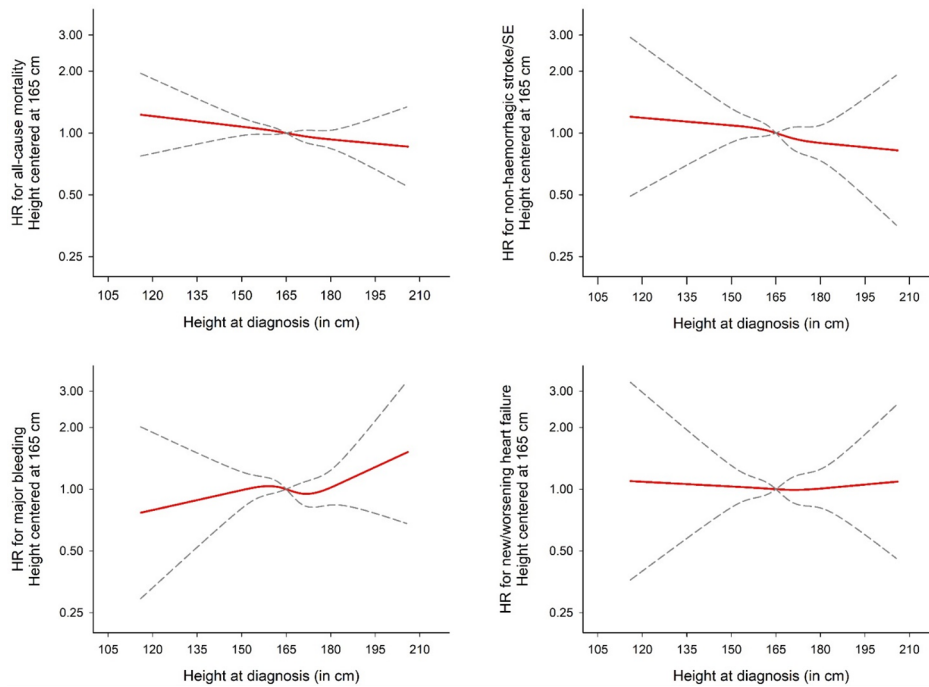 HR for all-cause mortality
Height centered at 165 cm
3.00
2.00
1.00
0.50
0.25
105 120 135 150 165 180 195 210
Height at diagnosis (in cm)
HR for non-haemorrhagic stroke/SE
Height centered at 165 cm
3.00
2.00
1.00
0.50
0.25
105 120 135 150 165 180 195 210
Height at diagnosis (in cm)
HR for major bleeding
Height centered at 165 cm
3.00
2.00
1.00
0.50
0.25
105 120 135 150 165 180 195 210
Height at diagnosis (in cm)
HR for new/worsening heart failure
Height centered at 165 cm
3.00
2.00
1.00
0.50
0.25
105 120 135 150 165 180 195 210
Height at diagnosis (in cm)